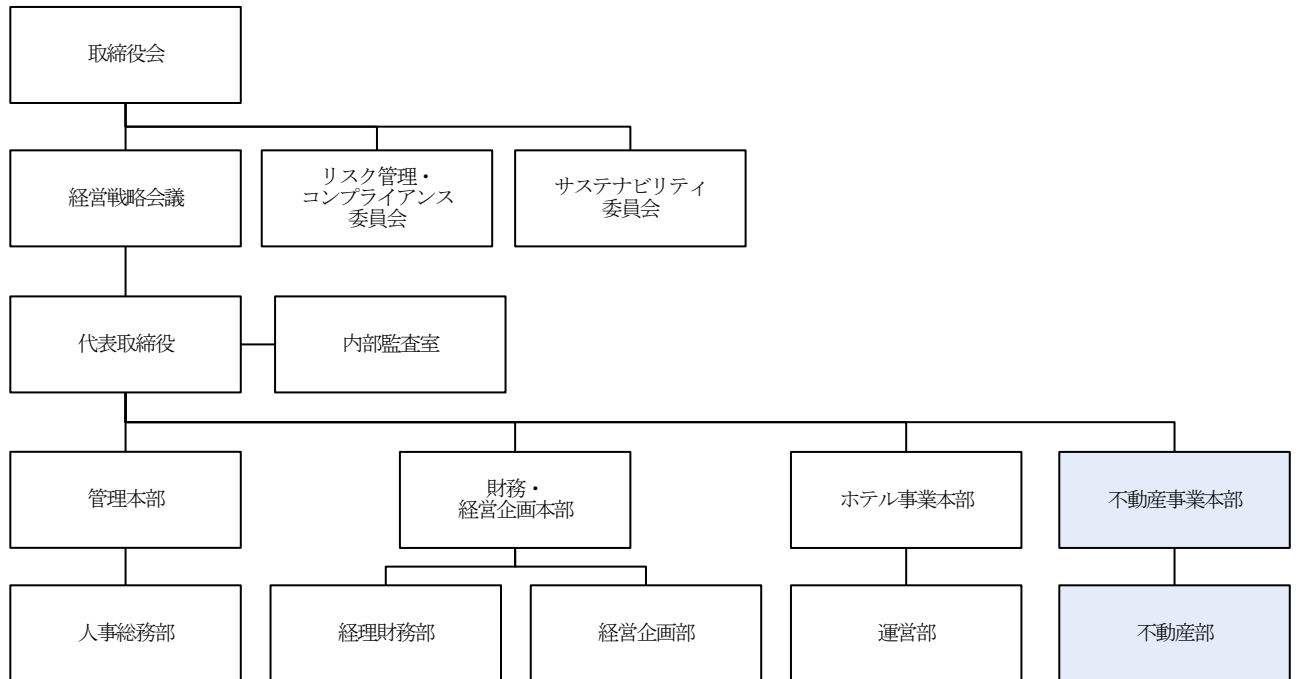 取締役会
経営戦略会議
リスク管理・
コンプライアンス
委員会
サステナビリティ
委員会
代表取締役
内部監査室
管理本部
財務・
経営企画本部
ホテル事業本部
不動産事業本部
人事総務部
経理財務部
経営企画部
運営部
不動産部